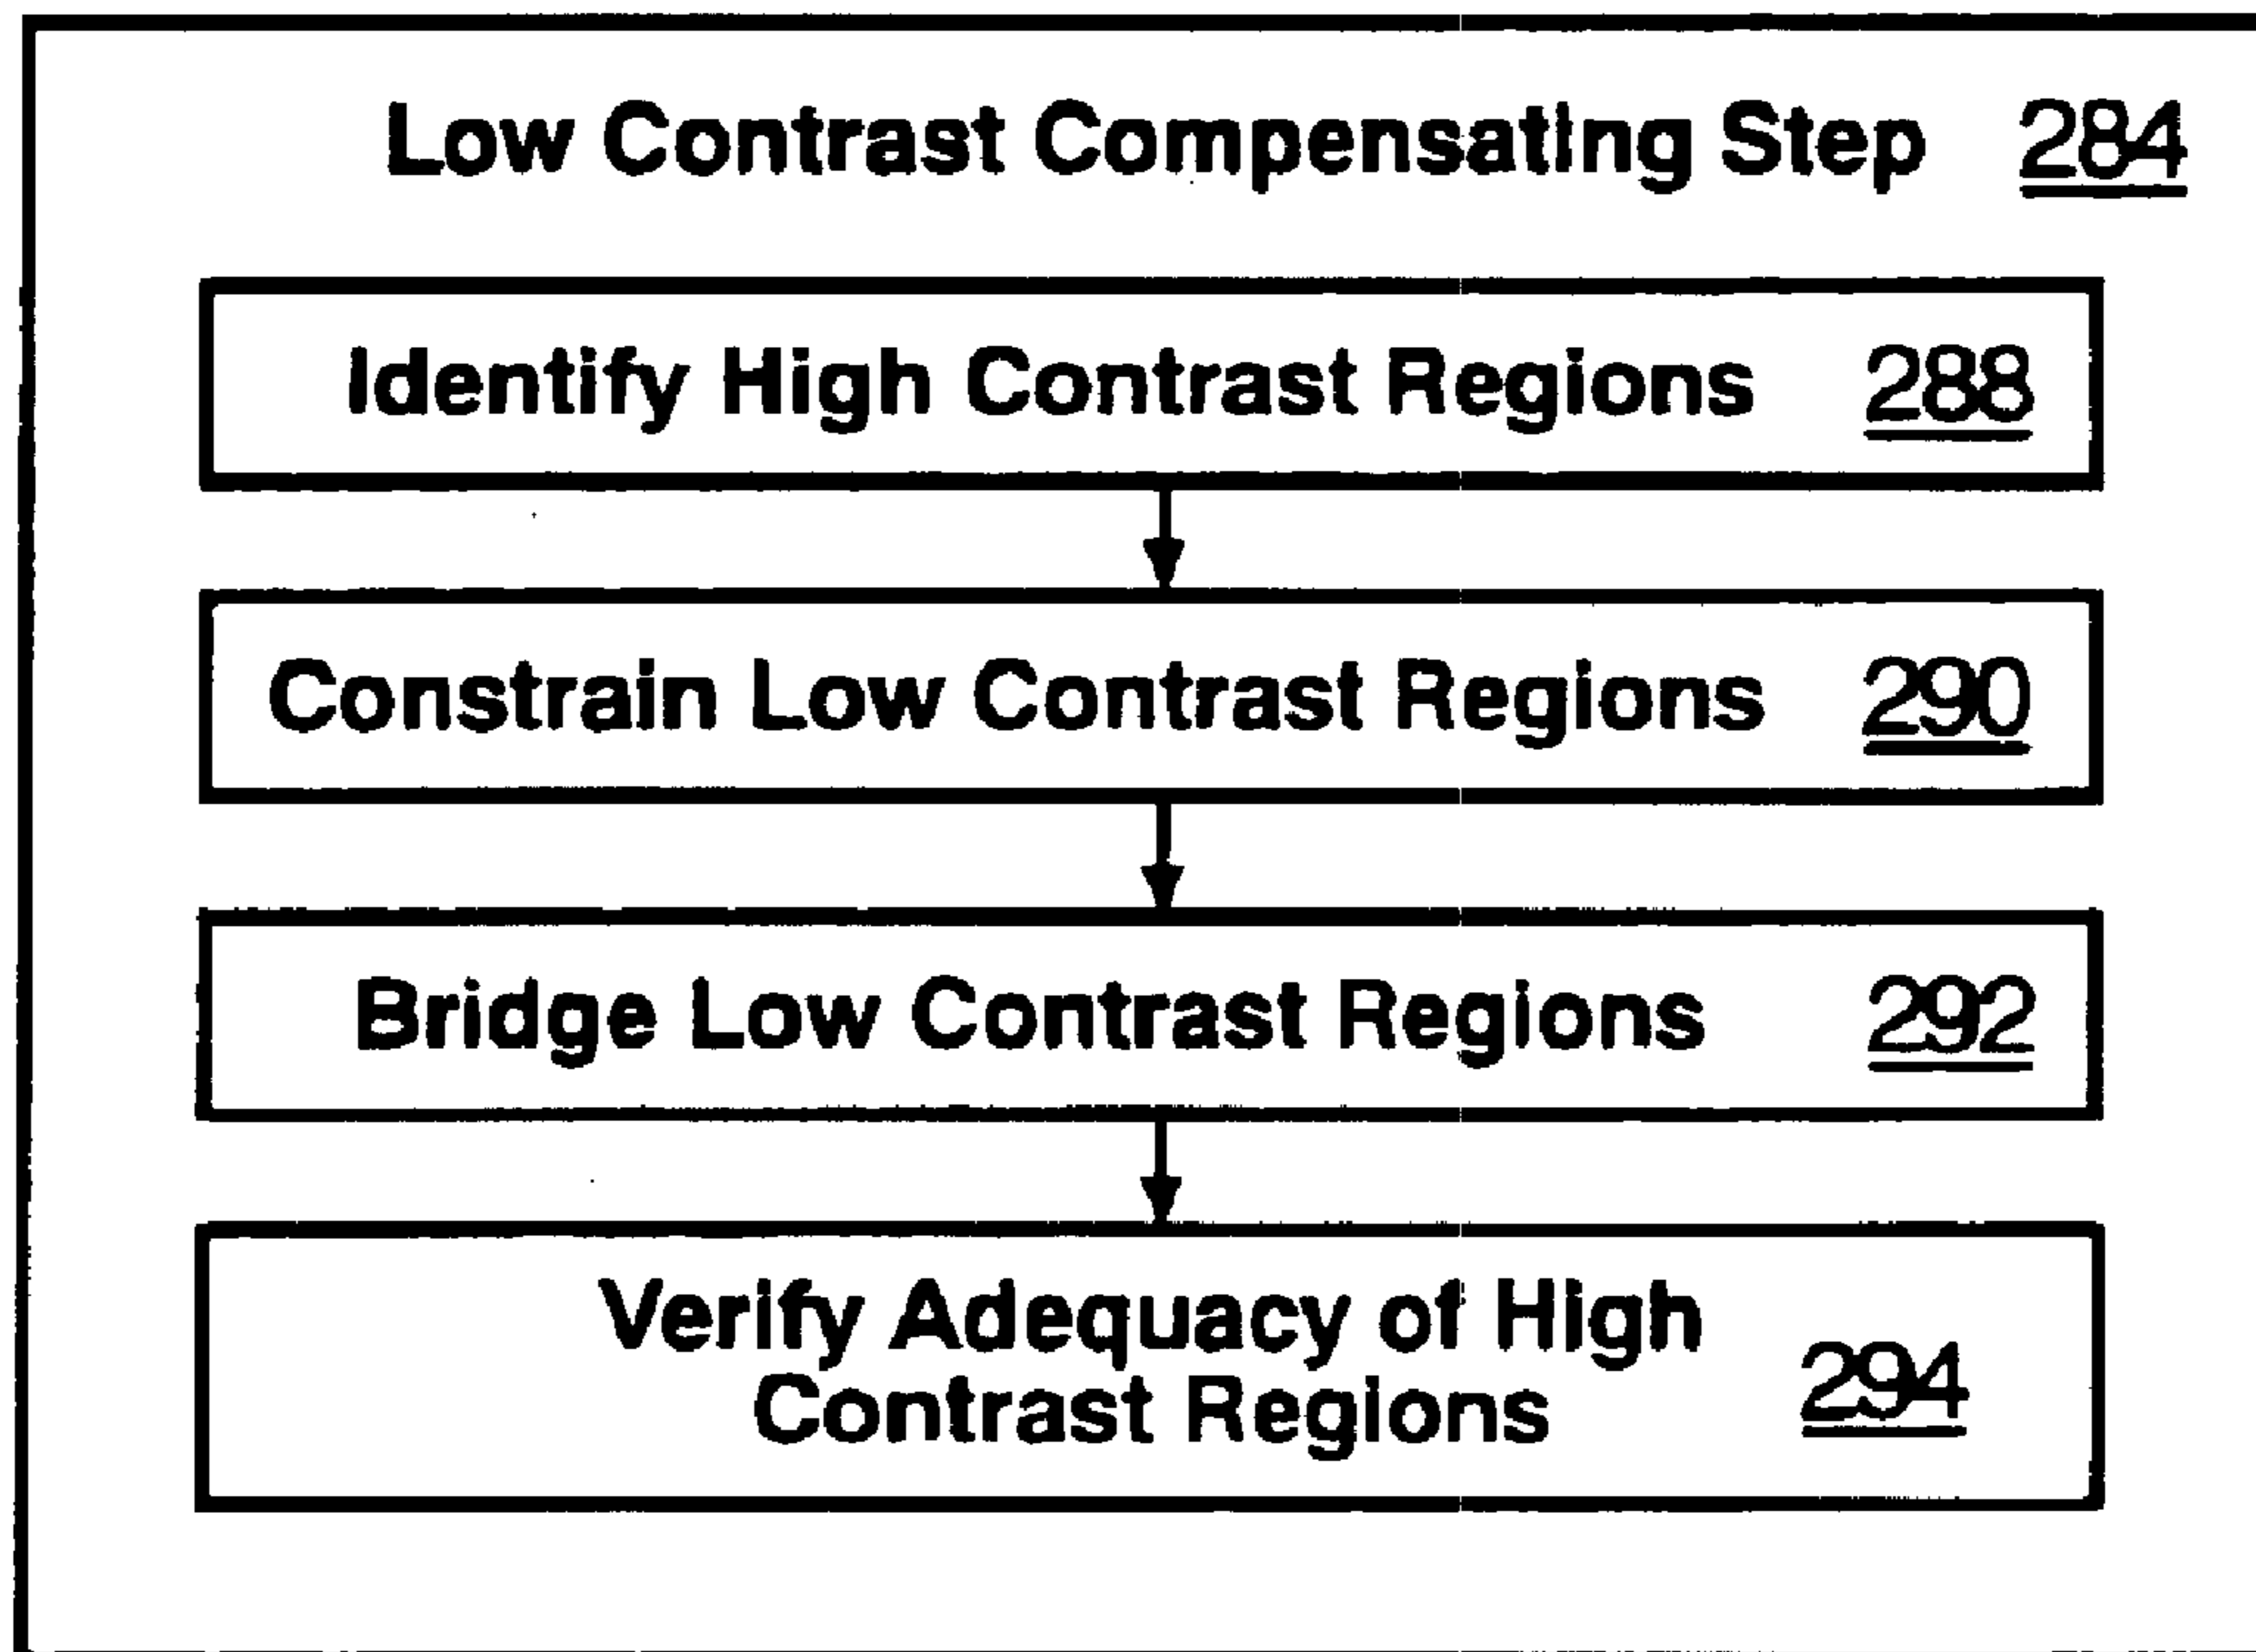 Low Contrast Compensating Step 284
Identify High Contrast Regions 288
Constrain Low Contrast Regions 290
Bridge Low Contrast Regions 292
Verify Adequacy of High
Contrast Regions 294